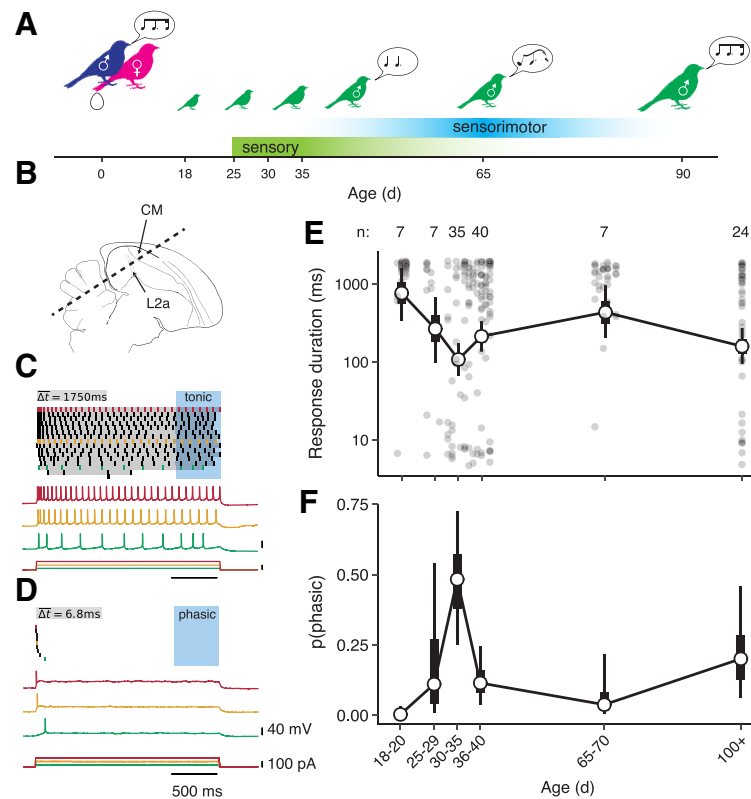 A
♂
♀
♂
♂
♂
sensorimotor
sensory
0 18 25 30 35 65 90
Age (d)
B
CM
L2a
C
Δt = 1750ms
tonic
D
Δt = 6.8ms
phasic
40 mV
100 pA
500 ms
E
n: 7 7 35 40 7 24
Response duration (ms)
1000
100
10
F
p(phasic)
0.75
0.50
0.25
0.00
18-20 25-29 30-35 36-40 65-70 100+
Age (d)